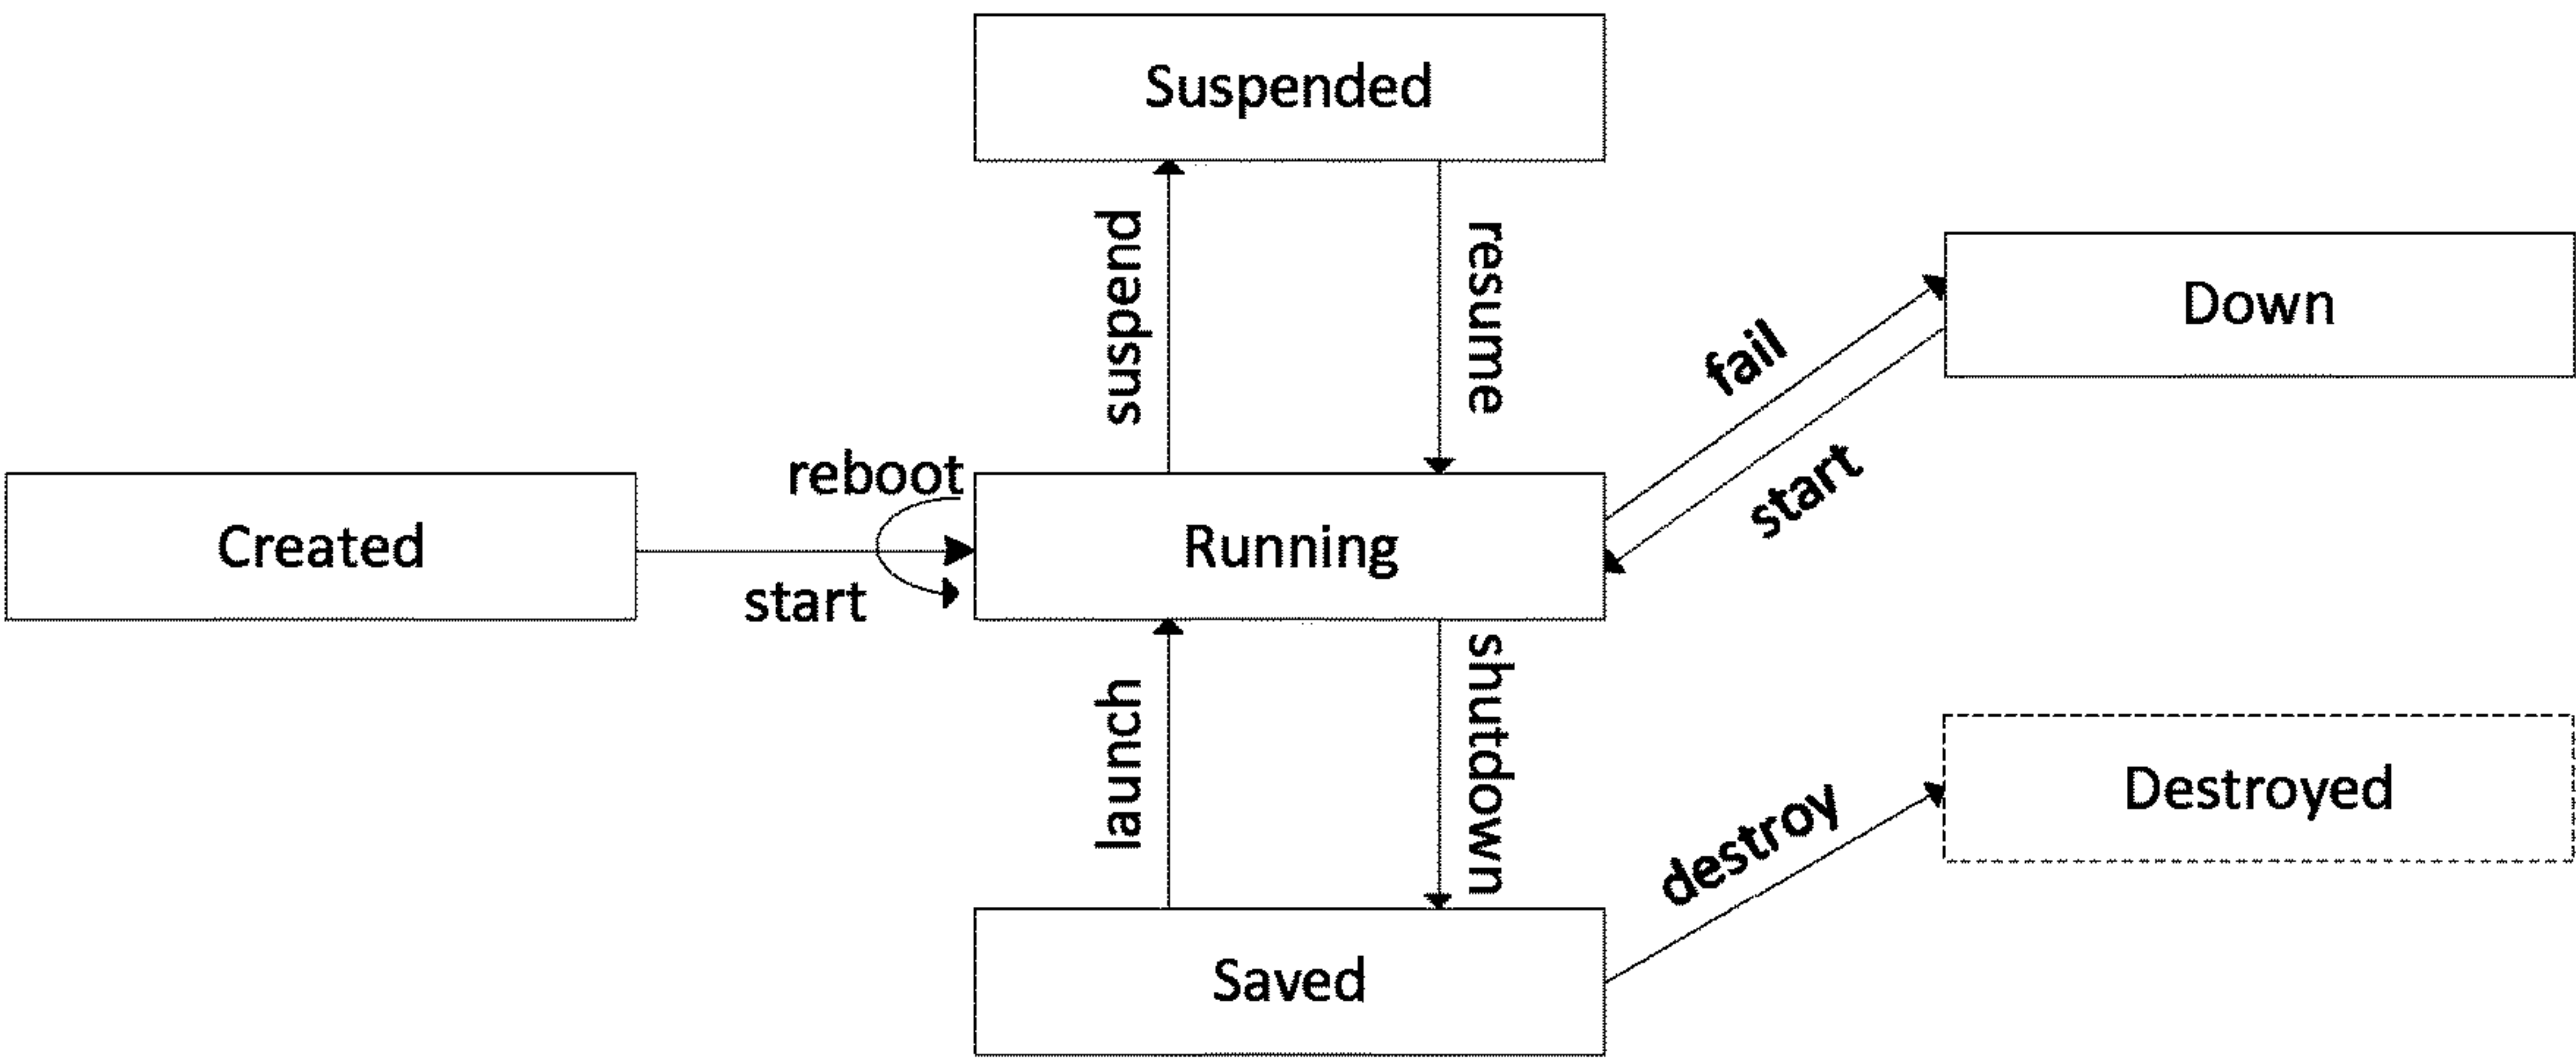 Suspended
suspend
resume
Down
fail
start
reboot
Created
Running
start
launch
shutdown
Destroyed
destroy
Saved